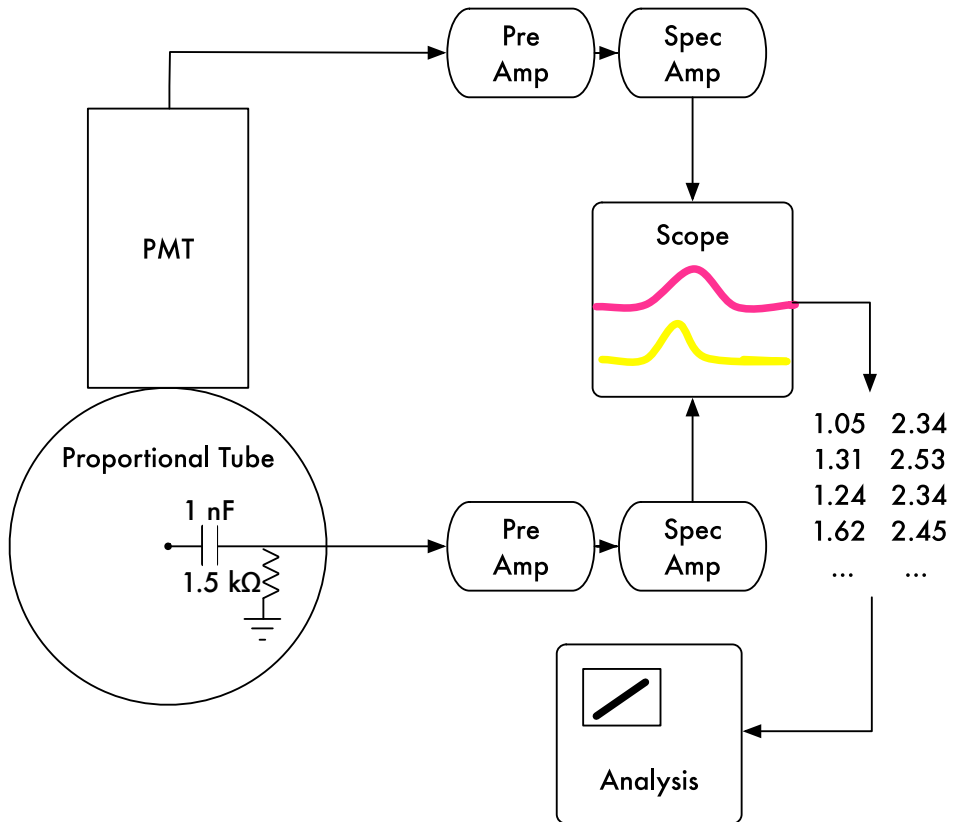 Pre
Amp
Spec
Amp
PMT
Scope
Proportional Tube
1 nF
1.5 kΩ
Pre
Amp
Spec
Amp
1.05 2.34
1.31 2.53
1.24 2.34
1.62 2.45
... ...
Analysis